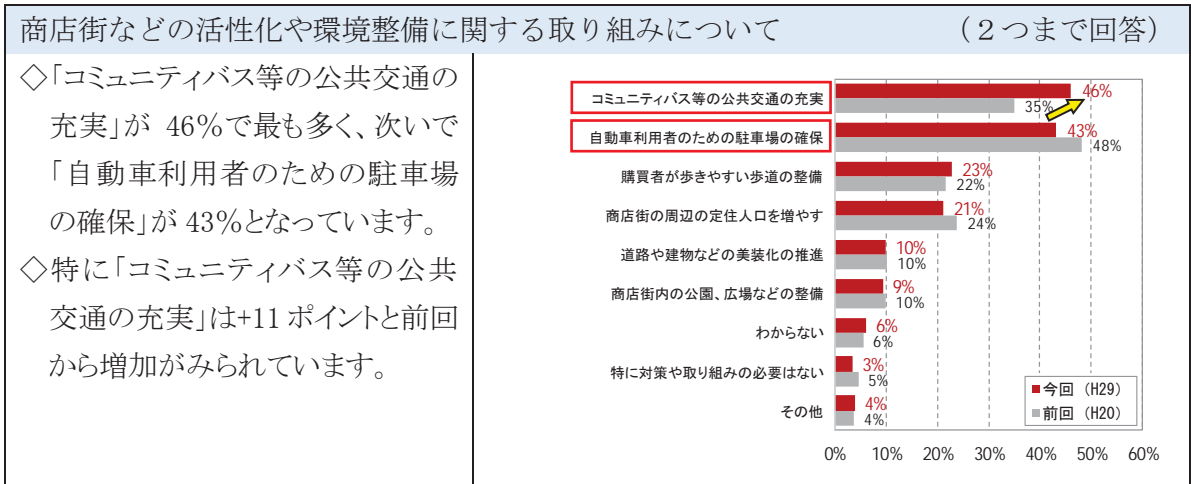 商店街などの活性化や環境整備に関する取り組みについて （２つまで回答）
◇「コミュニティバス等の公共交通の
充実」が 46％で最も多く、次いで
「自動車利用者のための駐車場
の確保」が 43％となっています。
◇特に「コミュニティバス等の公共
交通の充実」は+11 ポイントと前回
から増加がみられています。
コミュニティバス等の公共交通の充実 46% 35%
自動車利用者のための駐車場の確保 43% 48%
購買者が歩きやすい歩道の整備 23% 22%
商店街の周辺の定住人口を増やす 21% 24%
道路や建物などの美装化の推進 10% 10%
商店街内の公園、広場などの整備 9% 10%
わからない 6% 6%
特に対策や取り組みの必要はない 3% 5%
その他 4% 4%
今回 （H29）
前回 （H20）
0% 10% 20% 30% 40% 50% 60%